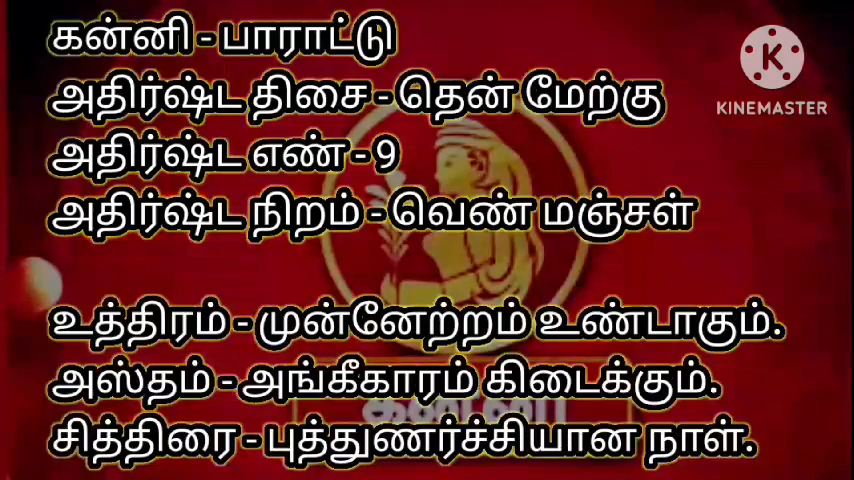 கன்னி - பாராட்டு
அதிர்ஷ்ட திசை - தென் மேற்கு
அதிர்ஷ்ட எண் - 9
அதிர்ஷ்ட நிறம் - வெண் மஞ்சள்
உத்திரம் - முன்னேற்றம் உண்டாகும்.
அஸ்தம் - அங்கீகாரம் கிடைக்கும்.
சித்திரை - புத்துணர்ச்சியான நாள்.
கன்னி
K
KINEMASTER